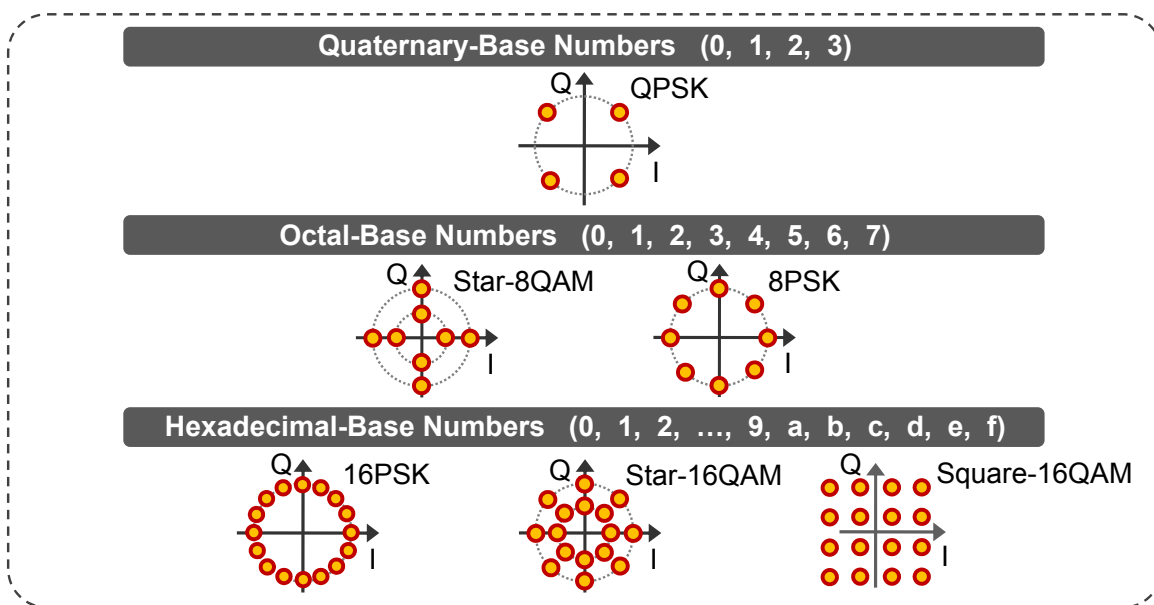 Quaternary-Base Numbers (0, 1, 2, 3)
Q
QPSK
I
Octal-Base Numbers (0, 1, 2, 3, 4, 5, 6, 7)
Q
Star-8QAM
I
Q
8PSK
I
Hexadecimal-Base Numbers (0, 1, 2, ..., 9, a, b, c, d, e, f)
Q
16PSK
I
Q
Star-16QAM
I
Q
Square-16QAM
I